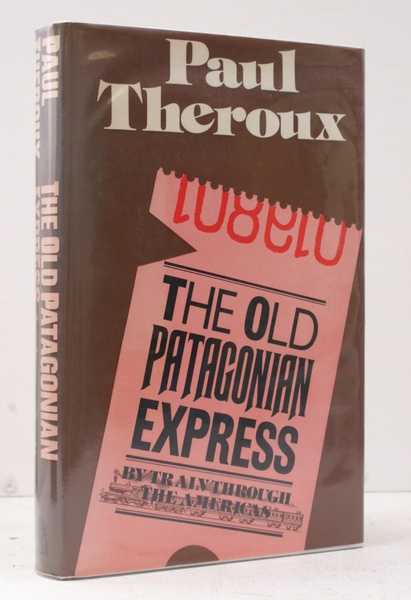 Paul
Theroux
THE OLD
PATAGONIAN
EXPRESS
BY TRAIN THROUGH
THE AMERICAS
PAUL
THEROUX
THE OLD PATAGONIAN
EXPRESS